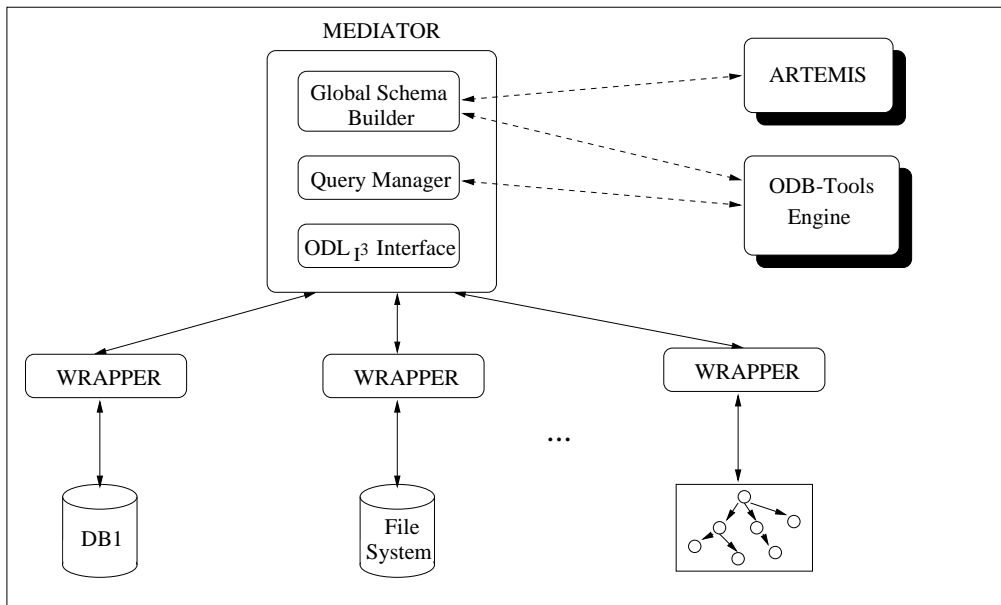 MEDIATOR
Global Schema
Builder
Query Manager
ODL I3 Interface
ARTEMIS
ODB-Tools
Engine
WRAPPER
WRAPPER
WRAPPER
...
DB1
File
System